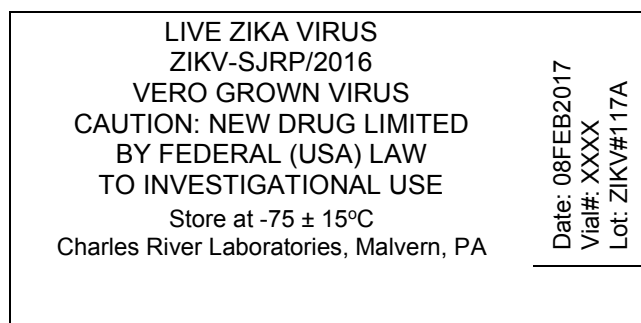 LIVE ZIKA VIRUS
ZIKV-SJRP/2016
VERO GROWN VIRUS
CAUTION: NEW DRUG LIMITED
BY FEDERAL (USA) LAW
TO INVESTIGATIONAL USE
Store at -75 ± 15ºC
Charles River Laboratories, Malvern, PA
Date: 08FEB2017
Vial#: XXXX
Lot: ZIKV#117A